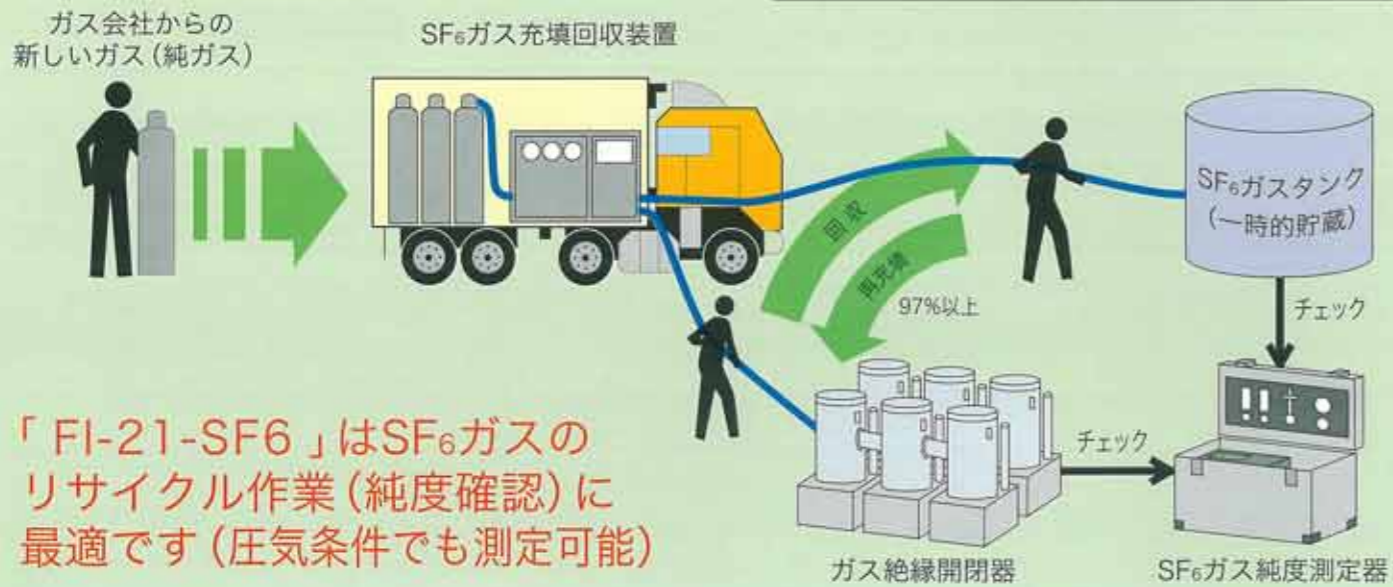 ガス会社からの
新しいガス(純ガス)
SF₆ガス充填回収装置
回収
再充填
97%以上
SF₆ガスタンク
(一時的貯蔵)
チェック
チェック
「 FI-21-SF6 」はSF₆ガスの
リサイクル作業(純度確認)に
最適です(圧気条件でも測定可能)
ガス絶縁開閉器
SF₆ガス純度測定器